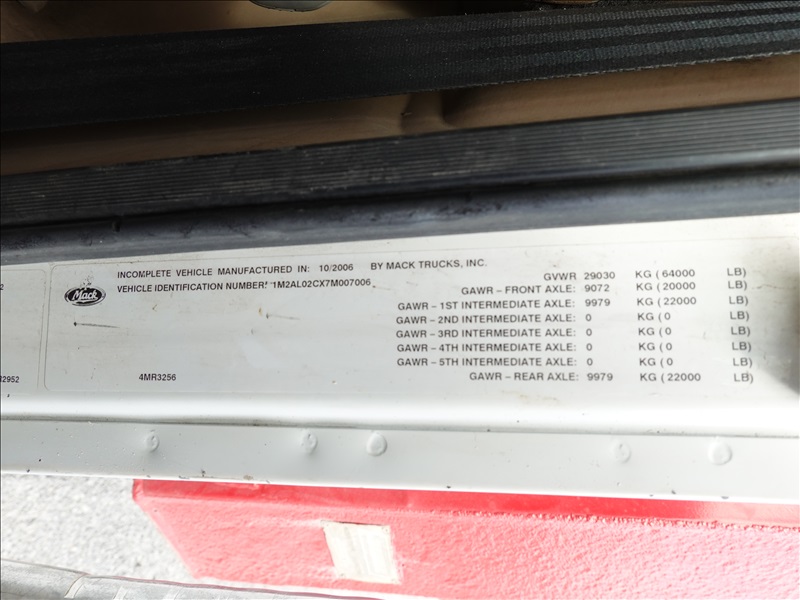 INCOMPLETE VEHICLE MANUFACTURED IN: 10/2006 BY MACK TRUCKS, INC.
VEHICLE IDENTIFICATION NUMBER: 1M2AL02CX7M007006
Mack
GVWR 29030 KG (64000 LB)
GAWR - FRONT AXLE: 9072 KG (20000 LB)
GAWR - 1ST INTERMEDIATE AXLE: 9979 KG (22000 LB)
GAWR - 2ND INTERMEDIATE AXLE: 0 KG (0 LB)
GAWR - 3RD INTERMEDIATE AXLE: 0 KG (0 LB)
GAWR - 4TH INTERMEDIATE AXLE: 0 KG (0 LB)
GAWR - 5TH INTERMEDIATE AXLE: 0 KG (0 LB)
GAWR - REAR AXLE: 9979 KG (22000 LB)
4MR3256
2952